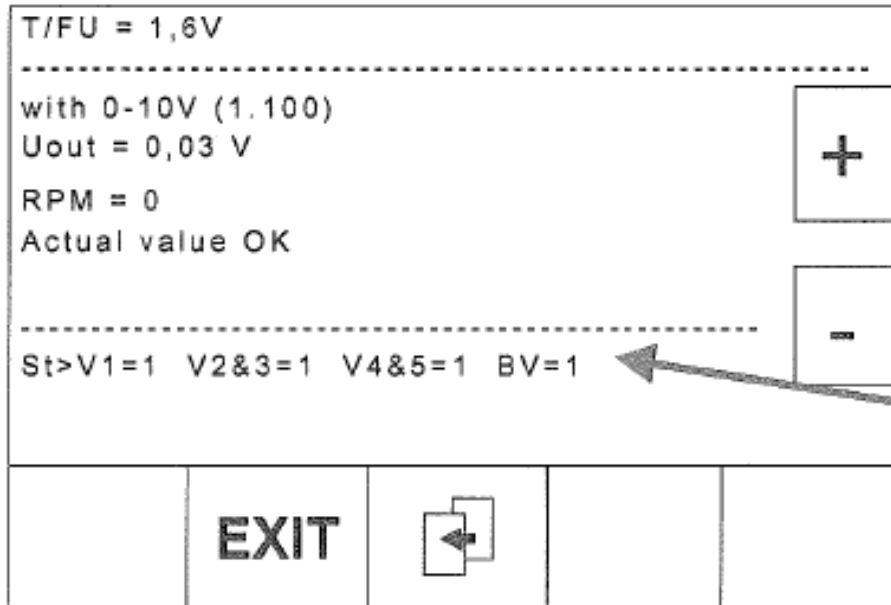 T/FU = 1,6V
with 0-10V (1.100)
Uout = 0,03 V
+
RPM = 0
Actual value OK
-
St>V1=1 V2&3=1 V4&5=1 BV=1
EXIT